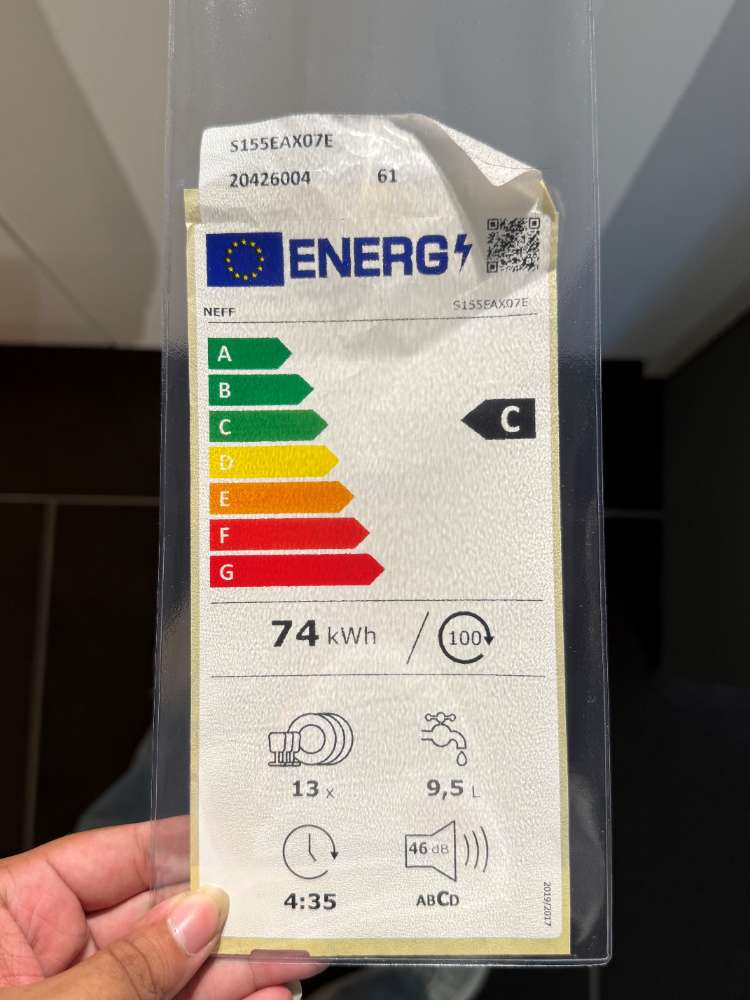 S155EAX07E
20426004 61
ENERG
NEFF S155EAX07E
A
B
C
C
D
E
F
G
74 kWh / 100
13 x 9,5 L
46 dB
4:35 ABCD
2019/2017